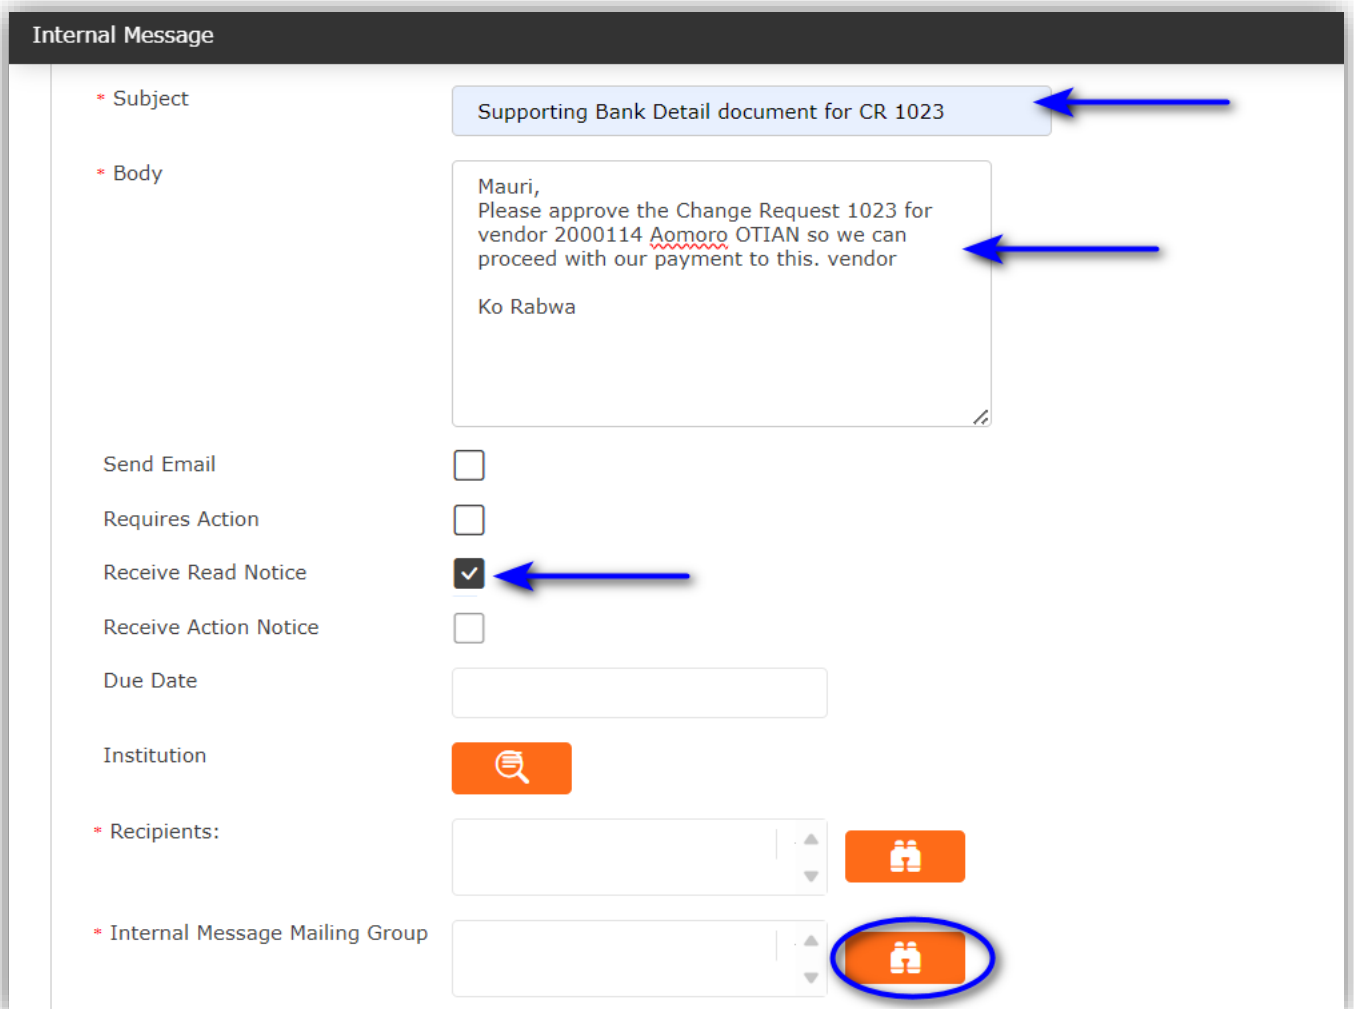 Internal Message
* Subject
Supporting Bank Detail document for CR 1023
* Body
Mauri,
Please approve the Change Request 1023 for
vendor 2000114 Aomoro OTIAN so we can
proceed with our payment to this. vendor
Ko Rabwa
Send Email
Requires Action
Receive Read Notice
Receive Action Notice
Due Date
Institution
* Recipients:
* Internal Message Mailing Group